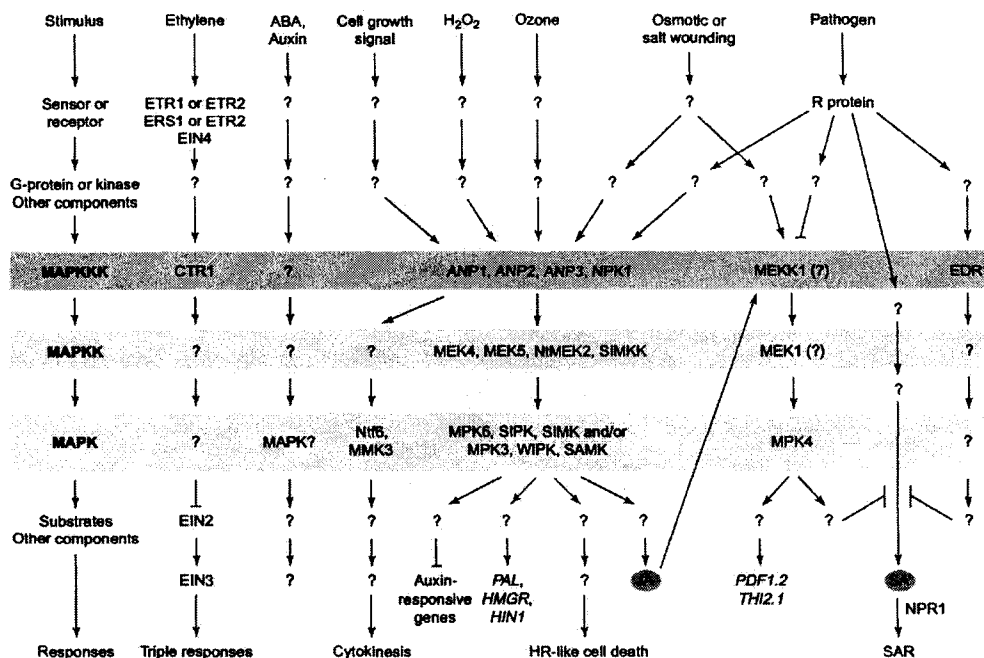 Stimulus Ethylene ABA, Cell growth H₂O₂ Ozone Osmotic or Pathogen
Auxin signal salt wounding
Sensor or ETR1 or ETR2 ? ? ? ? ? R protein
receptor ERS1 or ETR2
EIN4
G-protein or kinase ? ? ? ? ? ? ? ? ? ?
Other components
MAPKKK CTR1 ? ANP1, ANP2, ANP3, NPK1 MEKK1 (?) EDR1
?
MAPKK ? ? ? MEK4, MEK5, NtMEK2, SIMKK MEK1 (?) ?
?
MAPK ? MAPK? Ntf6, MPK6, SIPK, SIMK and/or MPK4 ?
MMK3 MPK3, WIPK, SAMK
Substrates EIN2 ? ? ? ? ? ? ? ? ?
Other components
EIN3 ? ? Auxin- PAL, ? PDF1.2
responsive HMGR, THI2.1
genes HIN1 NPR1
Responses Triple responses Cytokinesis HR-like cell death SAR